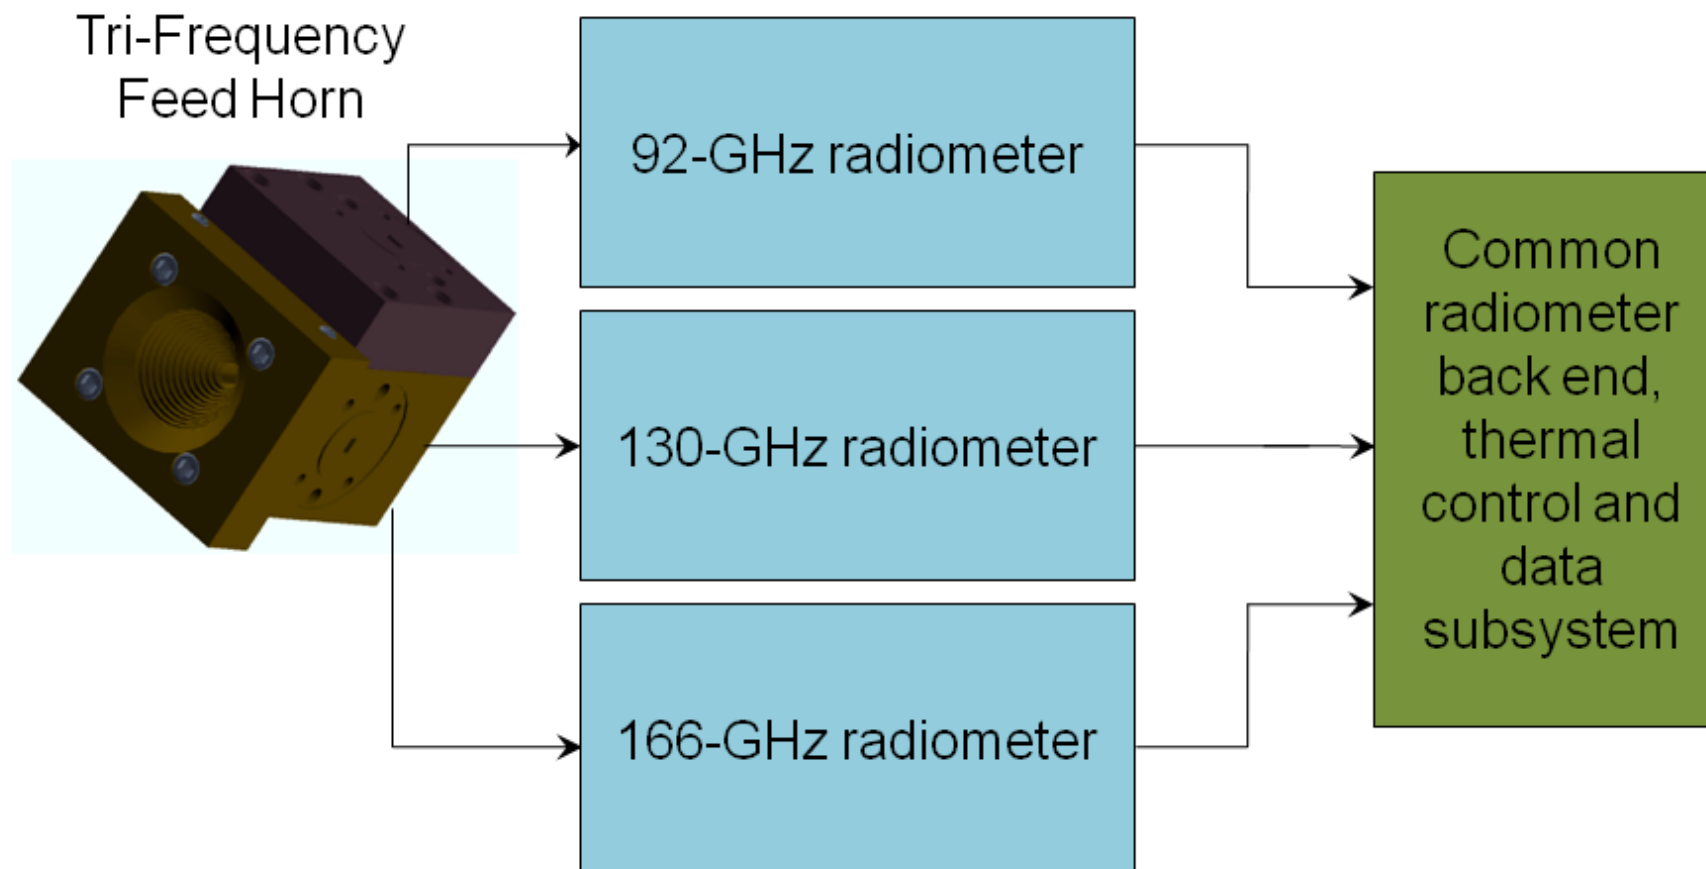 Tri-Frequency
Feed Horn
92-GHz radiometer
130-GHz radiometer
166-GHz radiometer
Common
radiometer
back end,
thermal
control and
data
subsystem